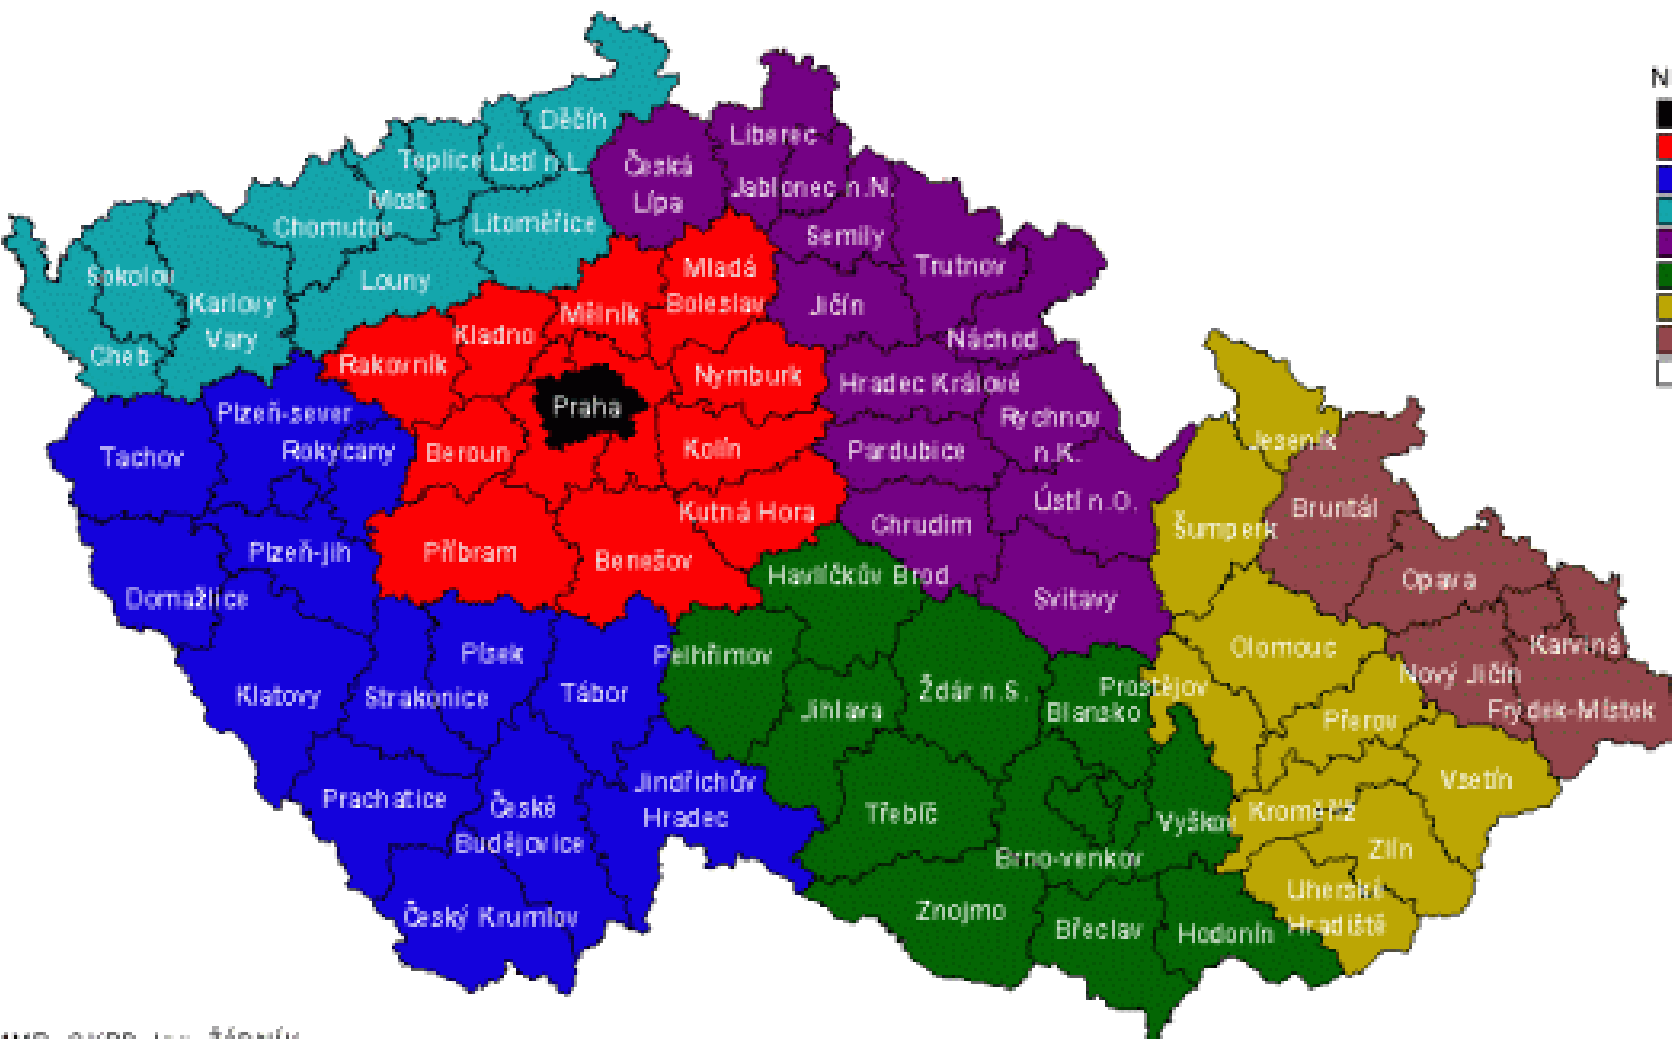 N
Děčín
Liberec
Teplice
Ústí n.L.
Česká
Lípa
Jablonec n.N.
Most
Chomutov
Litoměřice
Semily
Sokolov
Louny
Mladá
Boleslav
Trutnov
Karlovy
Vary
Mělník
Jičín
Kladno
Náchod
Cheb
Rakovník
Nymburk
Hradec Králové
Praha
Plzeň-sever
Rychnov
n.K.
Tachov
Rokycany
Beroun
Kolín
Pardubice
Jeseník
Kutná Hora
Ústí n.O.
Bruntál
Chrudim
Šumperk
Plzeň-jih
Příbram
Benešov
Havlíčkův Brod
Opava
Domažlice
Svitavy
Písek
Pelhřimov
Olomouc
Karviná
Klatovy
Strakonice
Tábor
Jihlava
Ždár n.S.
Prostějov
Blansko
Nový Jičín
Frýdek-Místek
Přerov
Jindřichův
Hradec
Vsetín
Prachatice
České
Budějovice
Třebíč
Vyškov
Kroměříž
Brno-venkov
Zlín
Uherské
Hradiště
Český Krumlov
Znojmo
Břeclav
Hodonín